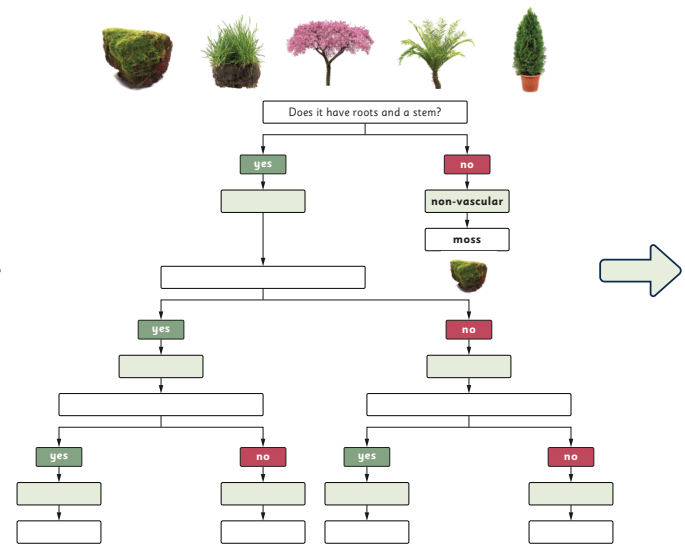 Does it have roots and a stem?
yes
no
non-vascular
moss
yes
no
yes
no
yes
no